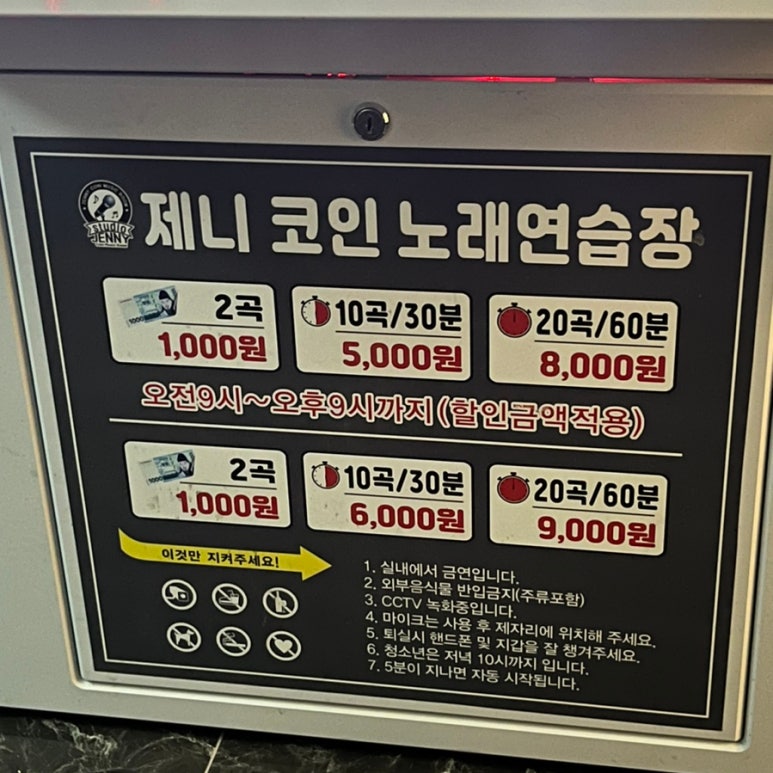 STUDIO
JENNY
제니 코인 노래연습장
2곡
1,000원
10곡/30분
5,000원
20곡/60분
8,000원
오전9시~오후9시까지(할인금액적용)
2곡
1,000원
10곡/30분
6,000원
20곡/60분
9,000원
이것만 지켜주세요!
1. 실내에서 금연입니다.
2. 외부음식물 반입금지(주류포함)
3. CCTV 녹화중입니다.
4. 마이크는 사용 후 제자리에 위치해 주세요.
5. 퇴실시 핸드폰 및 지갑을 잘 챙겨주세요.
6. 청소년은 저녁 10시까지 입니다.
7. 5분이 지나면 자동 시작됩니다.